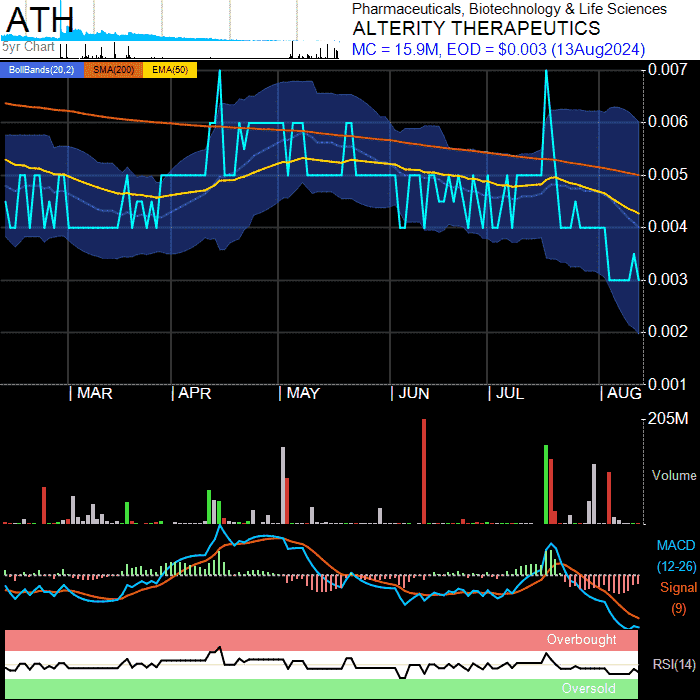 ATH
Pharmaceuticals, Biotechnology & Life Sciences
ALTERITY THERAPEUTICS
5yr Chart
MC = 15.9M, EOD = $0.003 (13Aug2024)
BollBands(20,2) SMA(200) EMA(50)
0.007
0.006
0.005
0.004
0.003
0.002
0.001
MAR APR MAY JUN JUL AUG
205M
Volume
MACD
(12-26)
Signal
(9)
Overbought
RSI(14)
Oversold